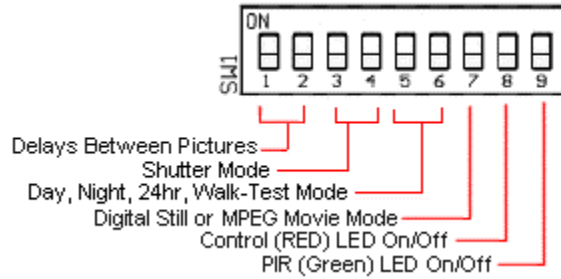 ON
SW1
1 2 3 4 5 6 7 8 9
Delays Between Pictures
Shutter Mode
Day, Night, 24hr, Walk-Test Mode
Digital Still or MPEG Movie Mode
Control (RED) LED On/Off
PIR (Green) LED On/Off